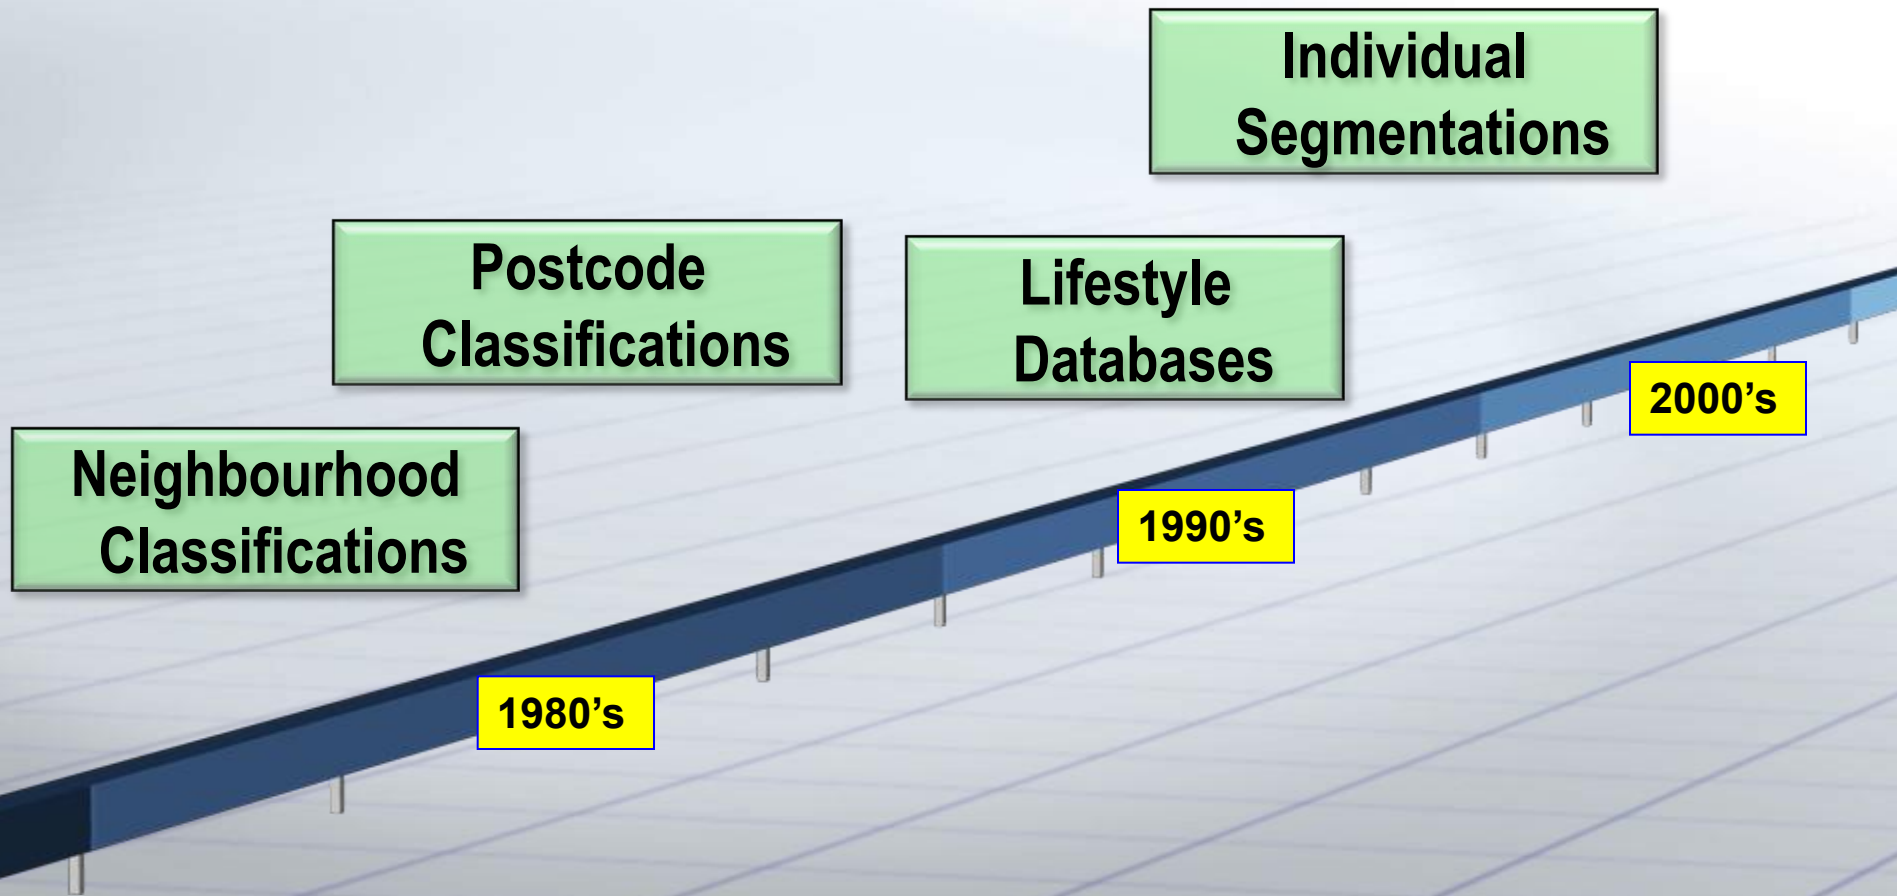 Individual
Segmentations
Postcode
Classifications
Lifestyle
Databases
2000’s
Neighbourhood
Classifications
1990’s
1980’s